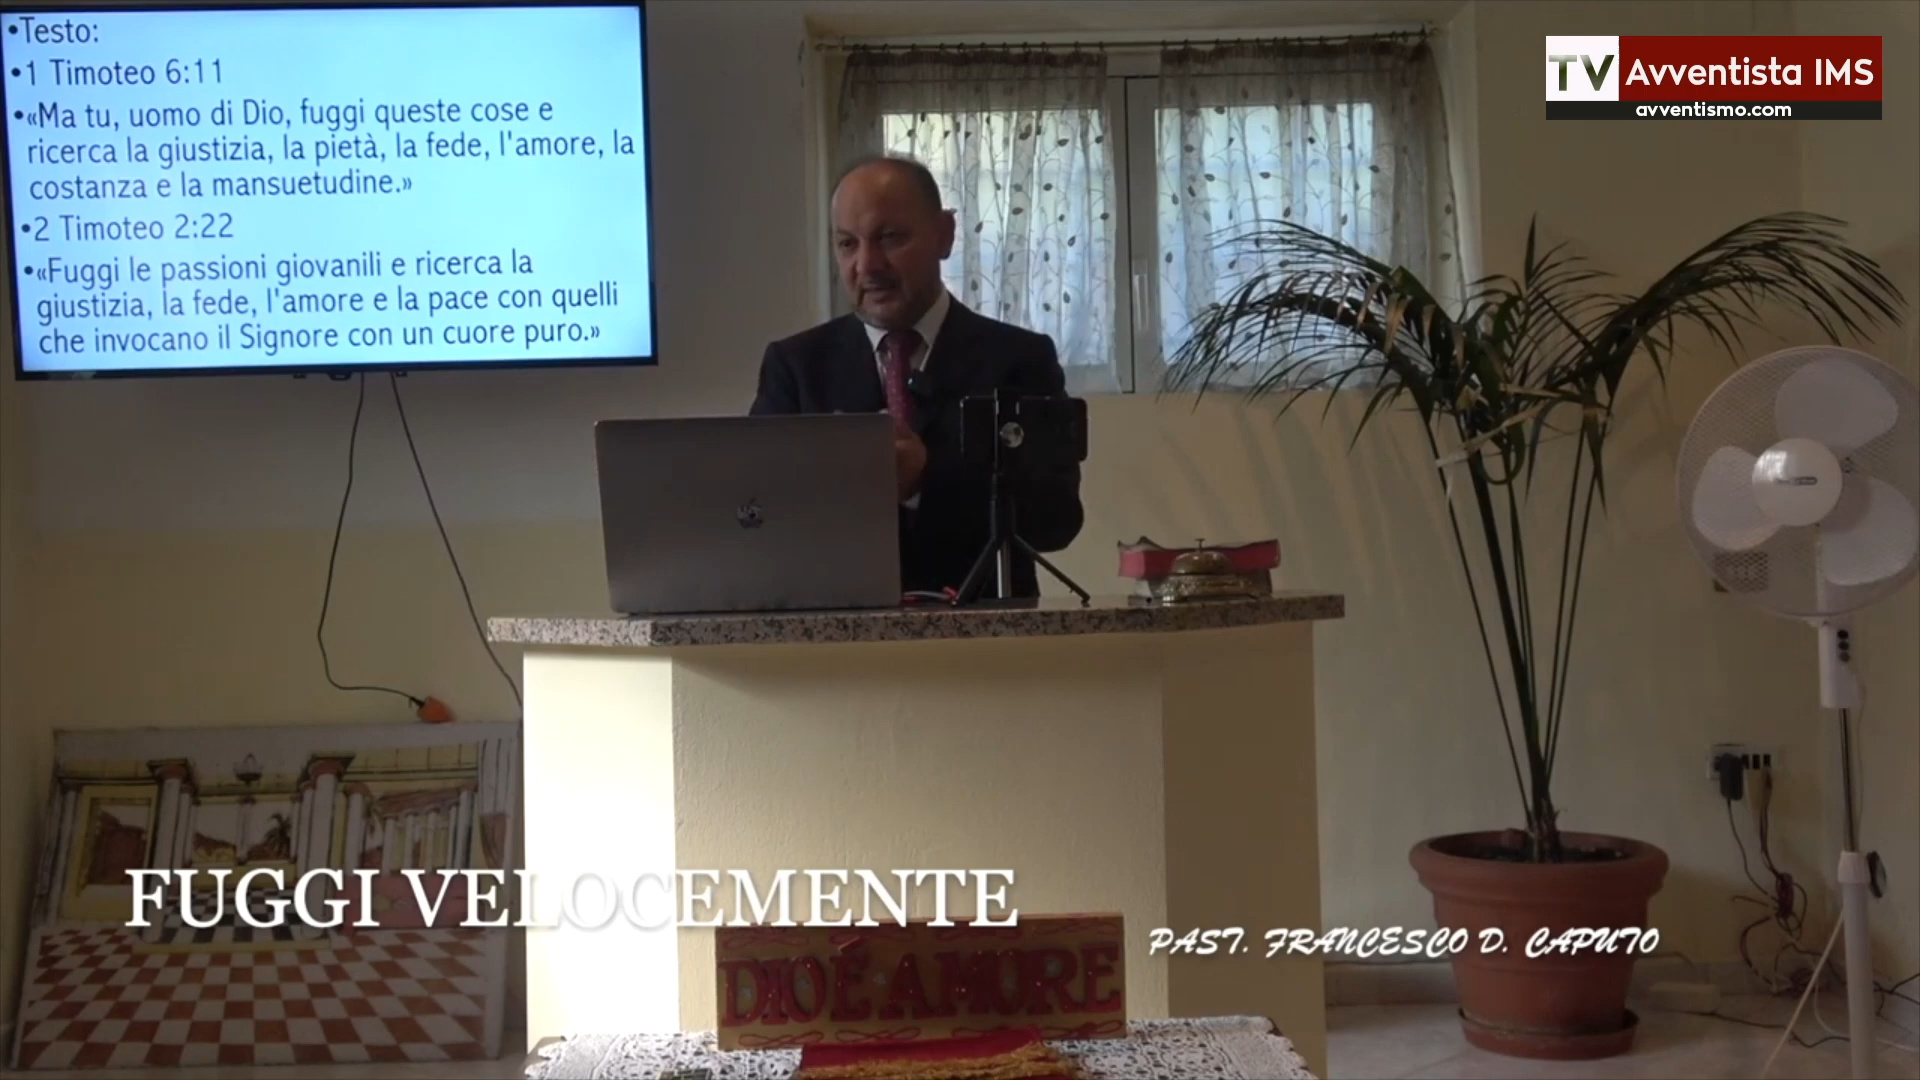 •Testo:
•1 Timoteo 6:11
•«Ma tu, uomo di Dio, fuggi queste cose e
ricerca la giustizia, la pietà, la fede, l'amore, la
costanza e la mansuetudine.»
•2 Timoteo 2:22
•«Fuggi le passioni giovanili e ricerca la
giustizia, la fede, l'amore e la pace con quelli
che invocano il Signore con un cuore puro.»
TV Avventista IMS
avventismo.com
FUGGI VELOCEMENTE
PAST. FRANCESCO D. CAPUTO
DIO È AMORE